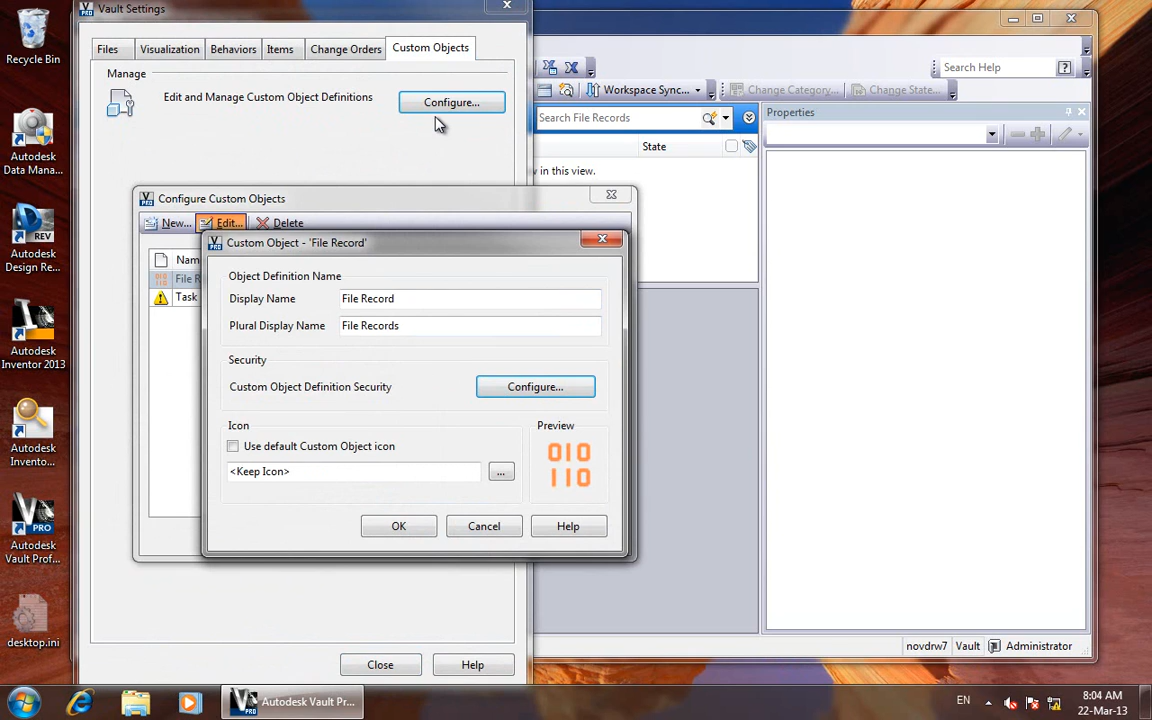 Recycle Bin
Autodesk
Data Mana...
Autodesk
Design Re...
Autodesk
Inventor 2013
Autodesk
Invento...
Autodesk
Vault Prof...
desktop.ini
Vault Settings
Files
Visualization
Behaviors
Items
Change Orders
Custom Objects
Manage
Edit and Manage Custom Object Definitions
Configure...
Search Help
Workspace Sync...
Change Category...
Change State...
Search File Records
State
w in this view.
Properties
Configure Custom Objects
New...
Edit...
Delete
Nam
File R
Task
Custom Object - 'File Record'
Object Definition Name
Display Name
File Record
Plural Display Name
File Records
Security
Custom Object Definition Security
Configure...
Icon
Use default Custom Object icon
<Keep Icon>
...
Preview
010
110
OK
Cancel
Help
Close
Help
novdrw7
Vault
Administrator
Autodesk Vault Pr...
EN
8:04 AM
22-Mar-13